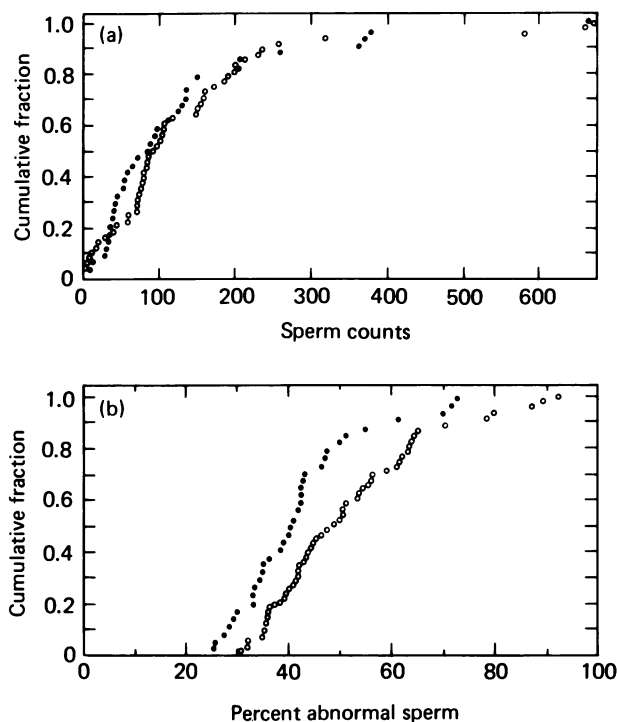 (a)
Cumulative fraction
1.0
0.8
0.6
0.4
0.2
0
0 100 200 300 400 500 600
Sperm counts
(b)
Cumulative fraction
1.0
0.8
0.6
0.4
0.2
0
0 20 40 60 80 100
Percent abnormal sperm